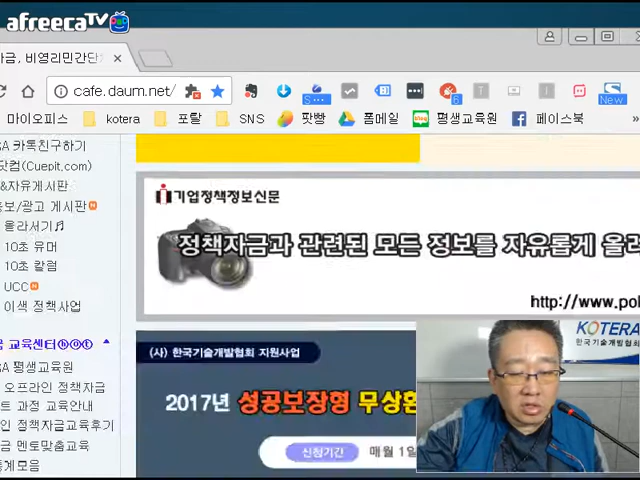 afreecaTV
자금, 비영리민간단
cafe.daum.net/
S...
6
New
마이오피스 kotera 포탈 SNS 팟빵 폼메일 평생교육원 페이스북 »
&A 카톡친구하기
닷컴(Cuepit,com)
&자유게시판
홍보/광고 게시판
올라서기
10초 유머
10초 칼럼
UCC
이색 정책사업
교육센터
&A 평생교육원
오프라인 정책자금
트 과정 교육안내
인 정책자금교육후기
금 멘토맞춤교육
통계모음
기업정책정보신문
정책자금과 관련된 모든 정보를 자유롭게 올려
http://www.pol
(사) 한국기술개발협회 지원사업
2017년 성공보장형 무상환
신청기간 매월 1일
KOTERA
한국기술개발협회